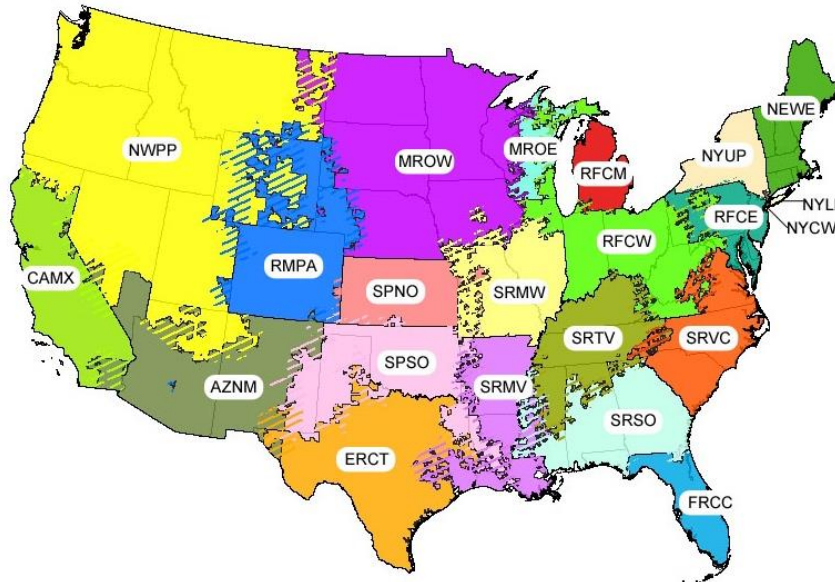 NEWE
NWPP
MROW
MROE
NYUP
RFCM
NYLI
RFCE
NYCW
RFCW
CAMX
RMPA
SPNO
SRMW
SRTV
SRVC
AZNM
SPSO
SRMV
SRSO
ERCT
FRCC